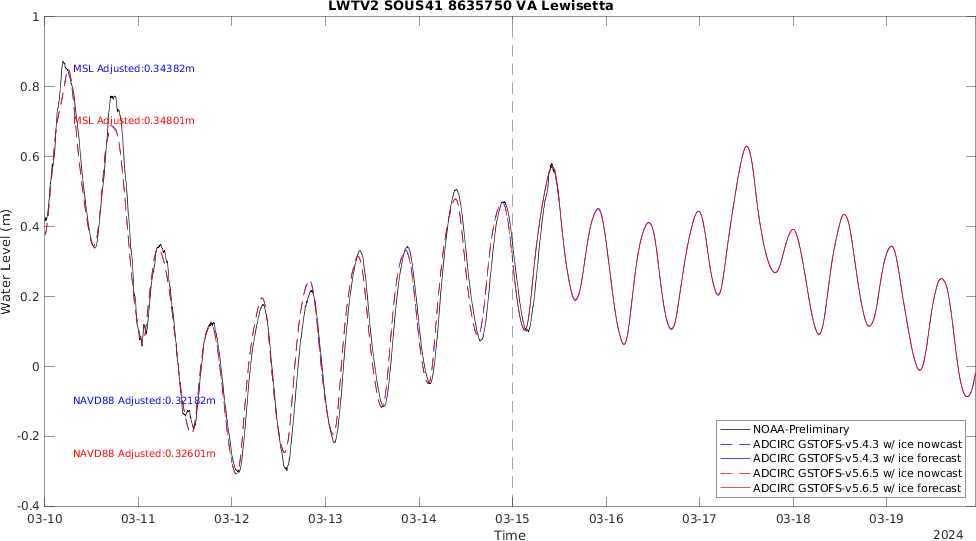 LWTV2 SOUS41 8635750 VA Lewisetta
1
0.8
0.6
0.4
0.2
0
-0.2
-0.4
Water Level (m)
MSL Adjusted:0.34382m
MSL Adjusted:0.34801m
NAVD88 Adjusted:0.32182m
NAVD88 Adjusted:0.32601m
NOAA-Preliminary
ADCIRC GSTOFS-v5.4.3 w/ ice nowcast
ADCIRC GSTOFS-v5.4.3 w/ ice forecast
ADCIRC GSTOFS-v5.6.5 w/ ice nowcast
ADCIRC GSTOFS-v5.6.5 w/ ice forecast
03-10 03-11 03-12 03-13 03-14 03-15 03-16 03-17 03-18 03-19
Time
2024